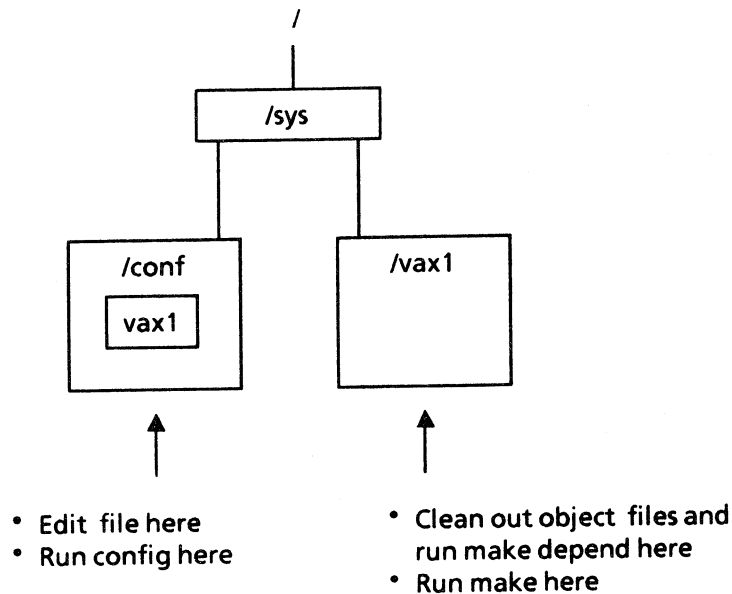 /
/sys
/conf
/vax1
vax1
• Edit file here
• Run config here
• Clean out object files and
run make depend here
• Run make here